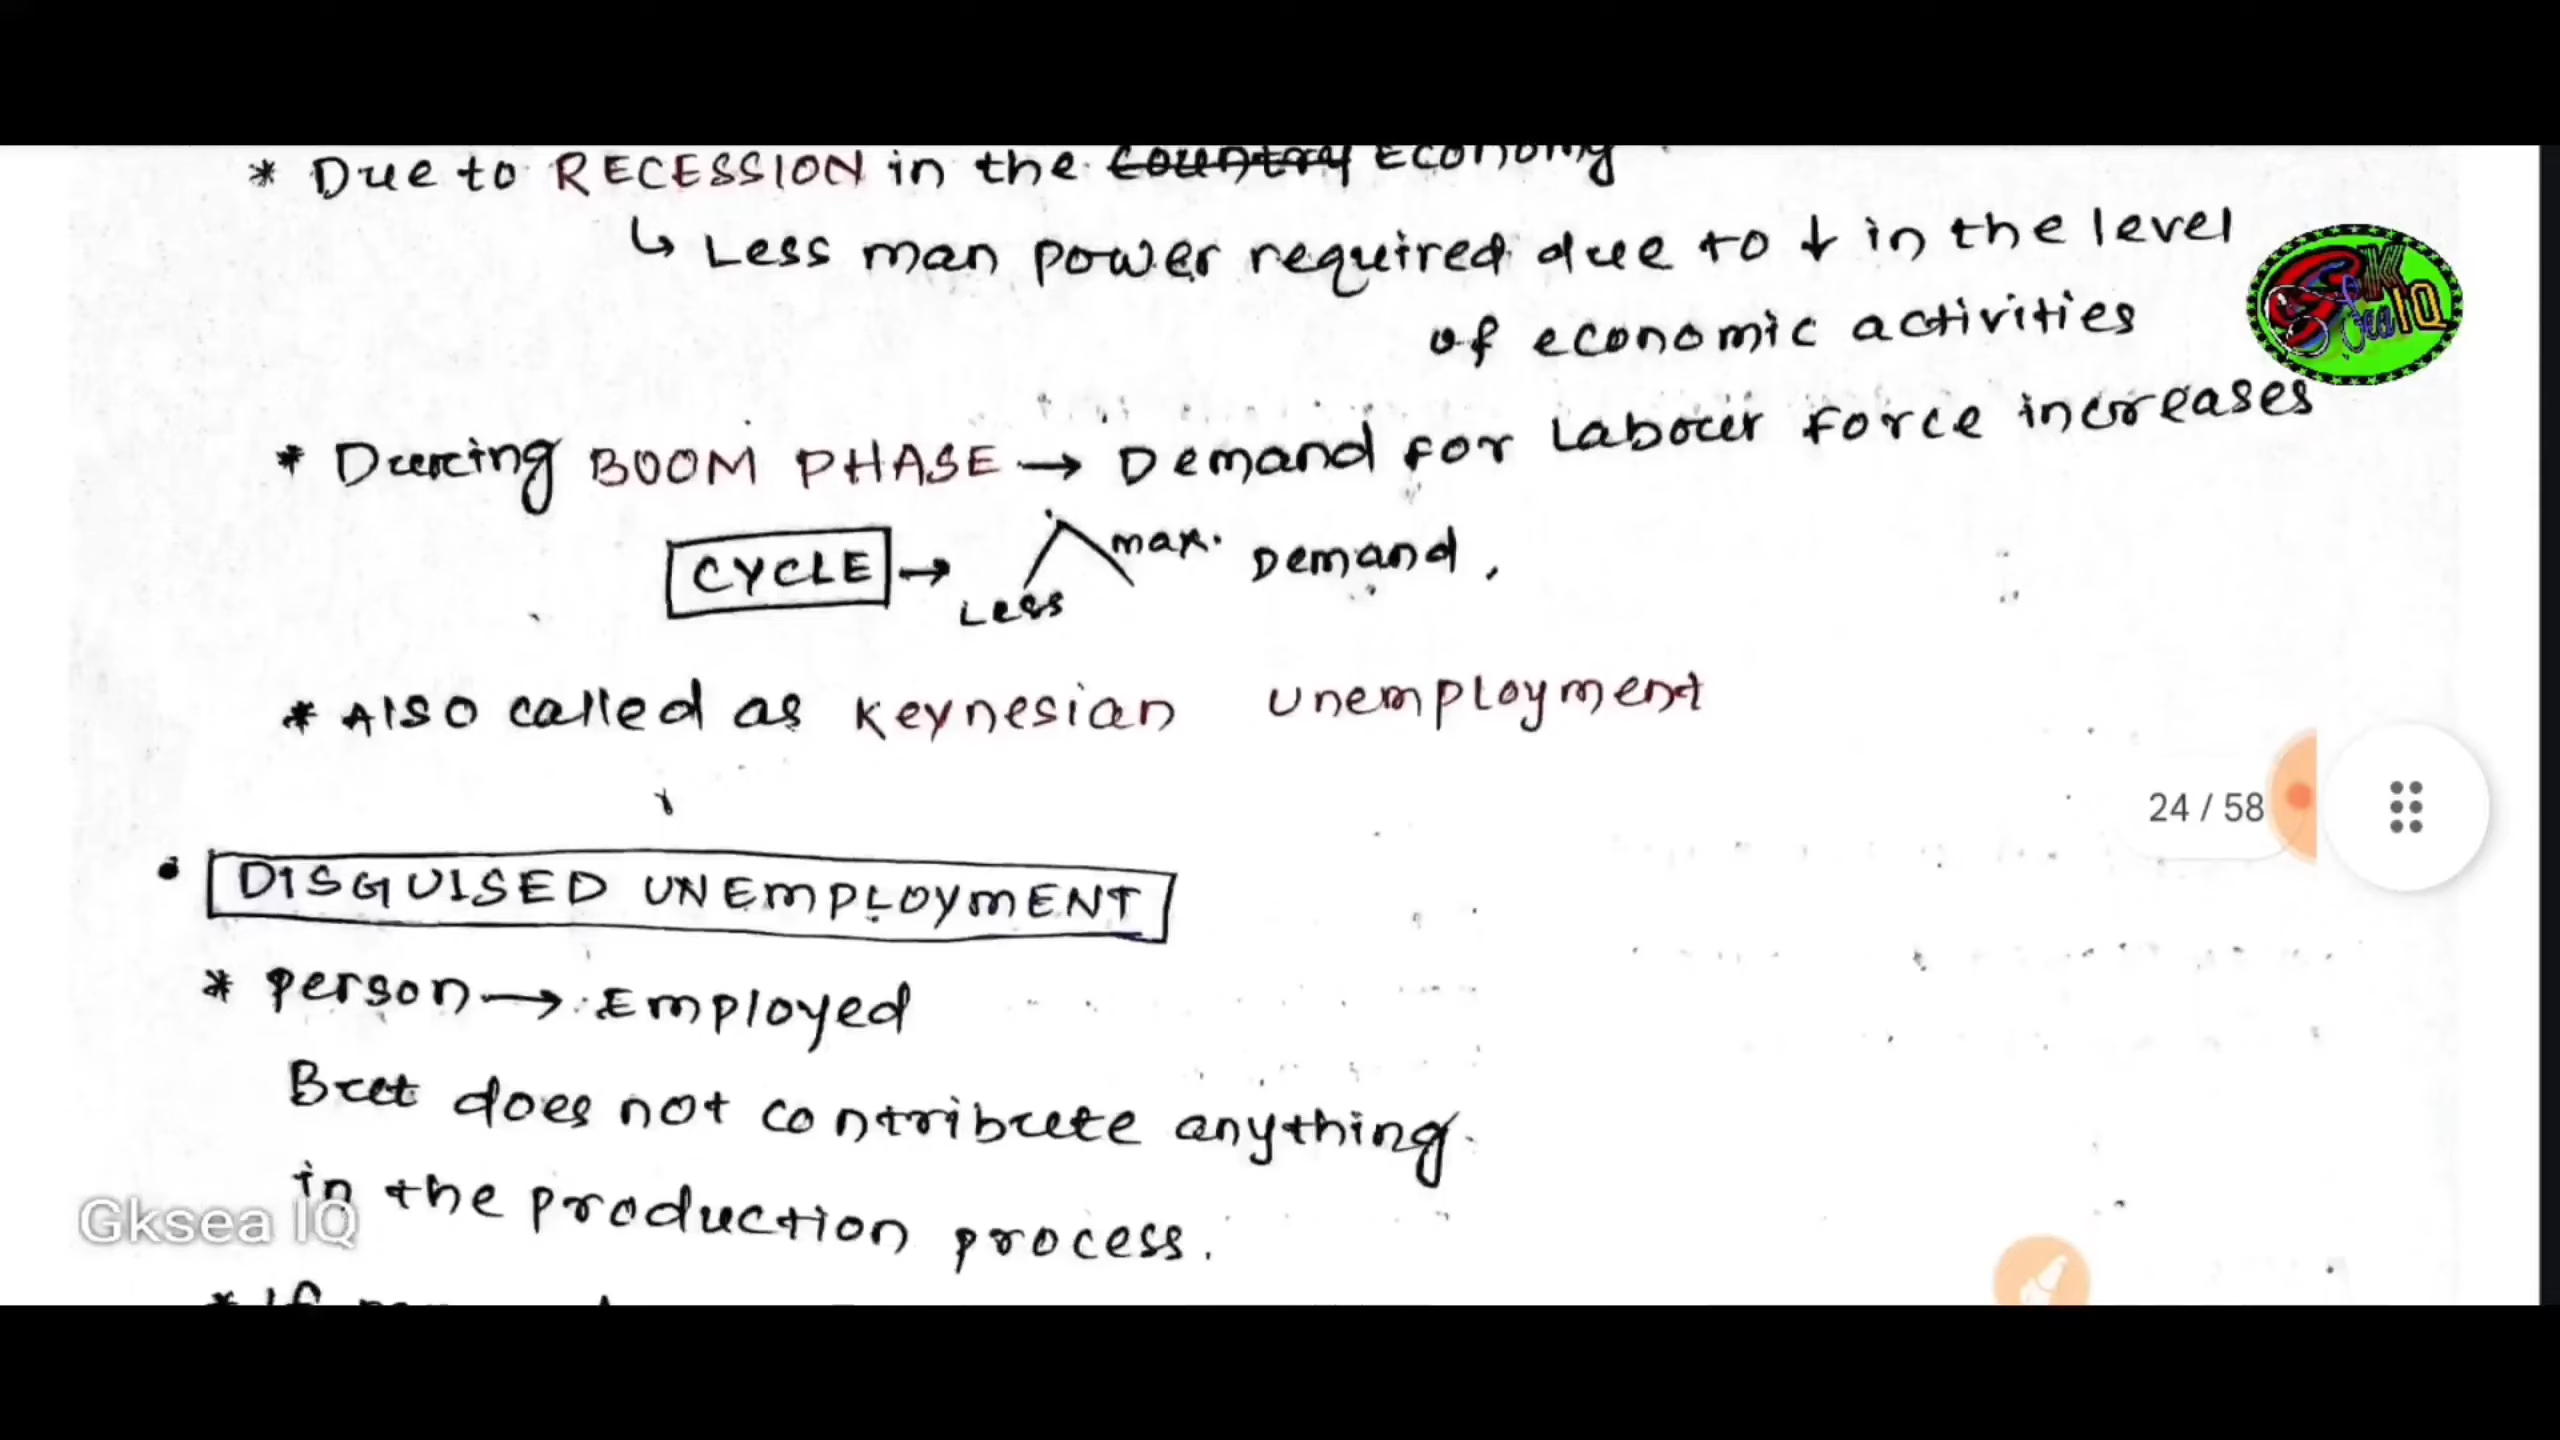 * Due to RECESSION in the country Economy.
↳ Less man power required due to ↓ in the level
of economic activities
* During BOOM PHASE → Demand for Labour force increases
CYCLE → Less max. Demand.
* Also called as Keynesian unemployment
24 / 58
• DISGUISED UNEMPLOYMENT
* person → Employed
But does not contribute anything
in the production process.
Gksea IQ
* If